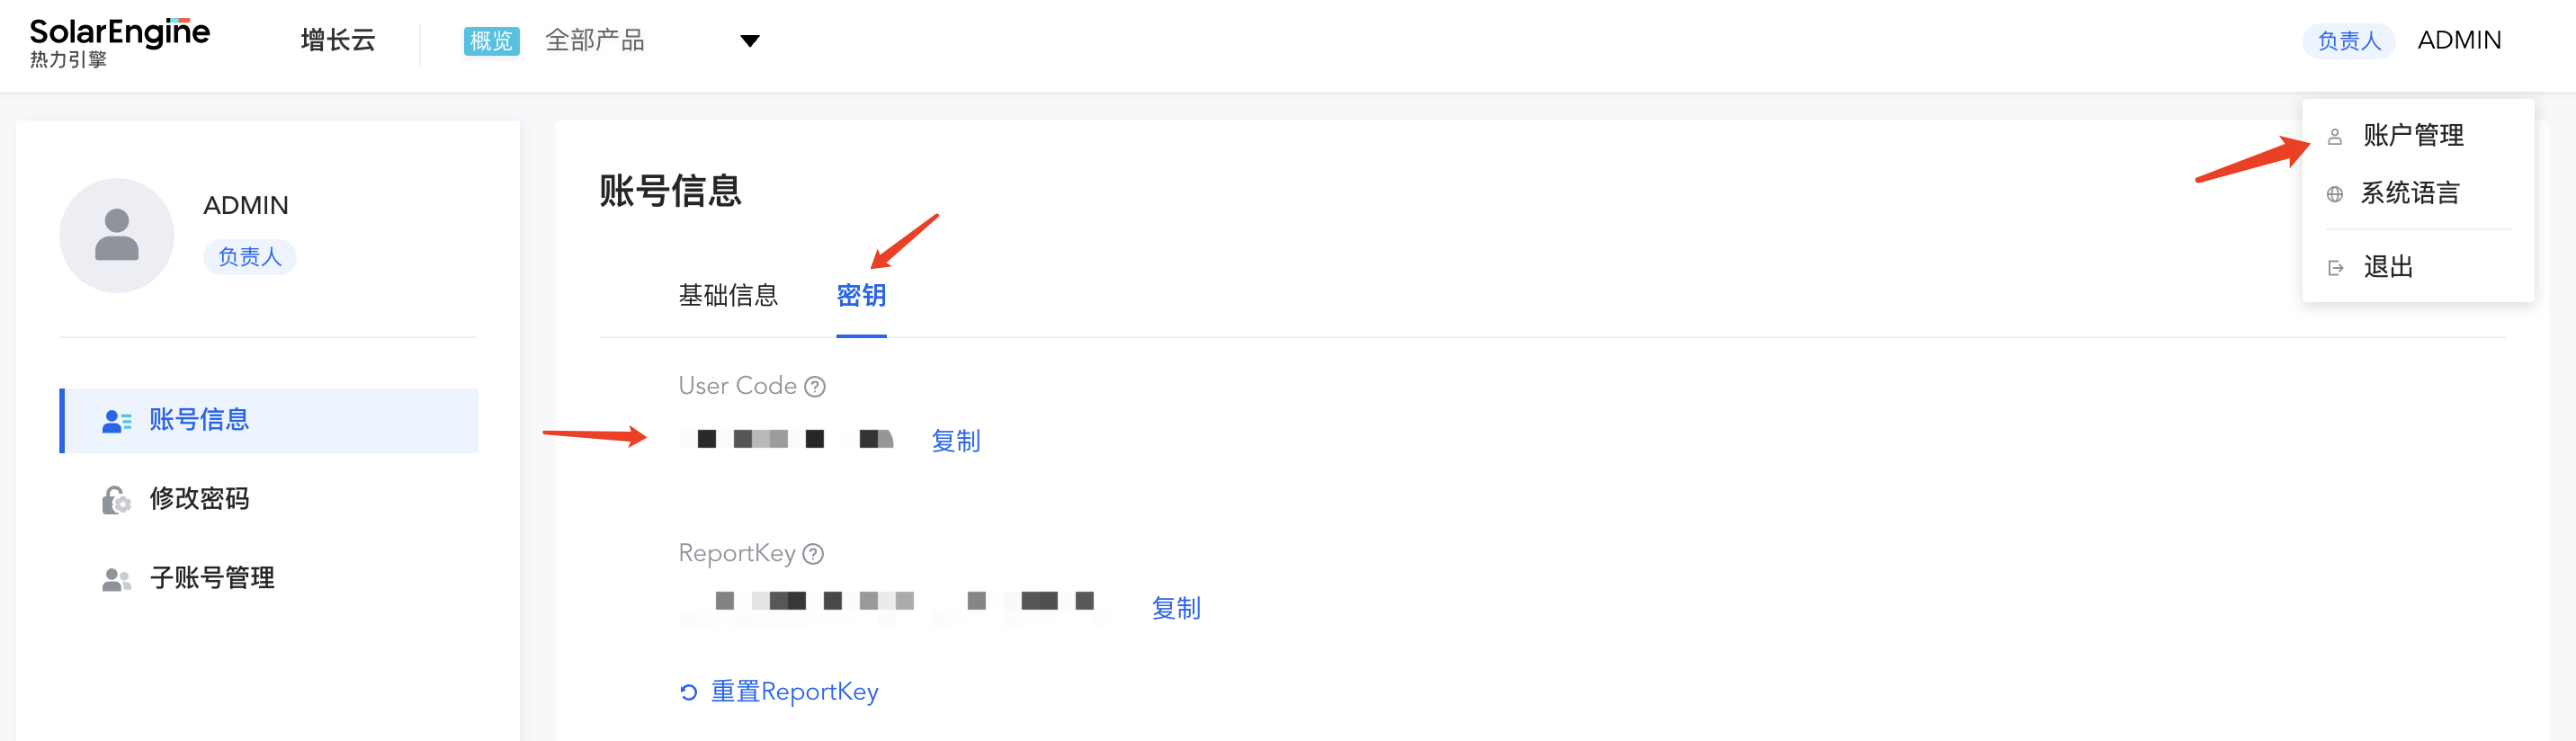 SolarEngine
热力引擎
增长云
概览 全部产品
负责人 ADMIN
账户管理
系统语言
退出
ADMIN
负责人
账号信息
修改密码
子账号管理
账号信息
基础信息 密钥
User Code ?
复制
ReportKey ?
复制
重置ReportKey